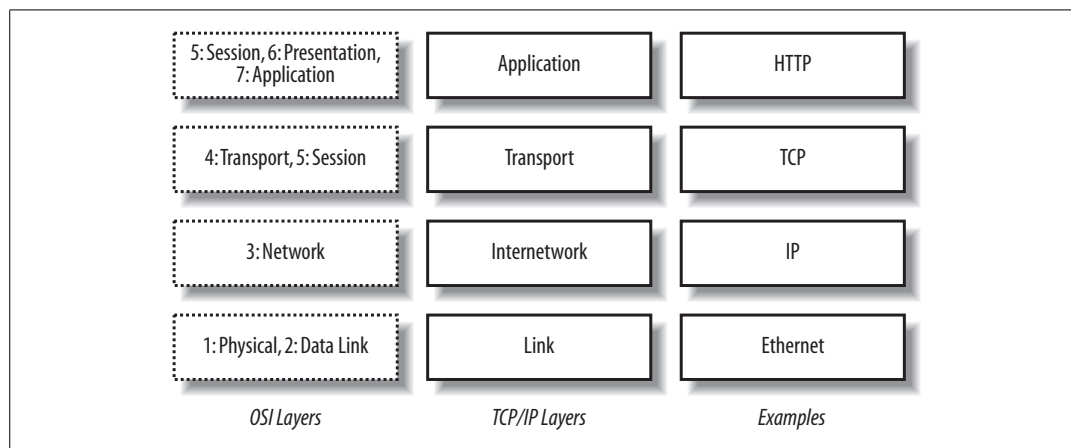 5: Session, 6: Presentation,
7: Application
Application
HTTP
4: Transport, 5: Session
Transport
TCP
3: Network
Internetwork
IP
1: Physical, 2: Data Link
Link
Ethernet
OSI Layers
TCP/IP Layers
Examples